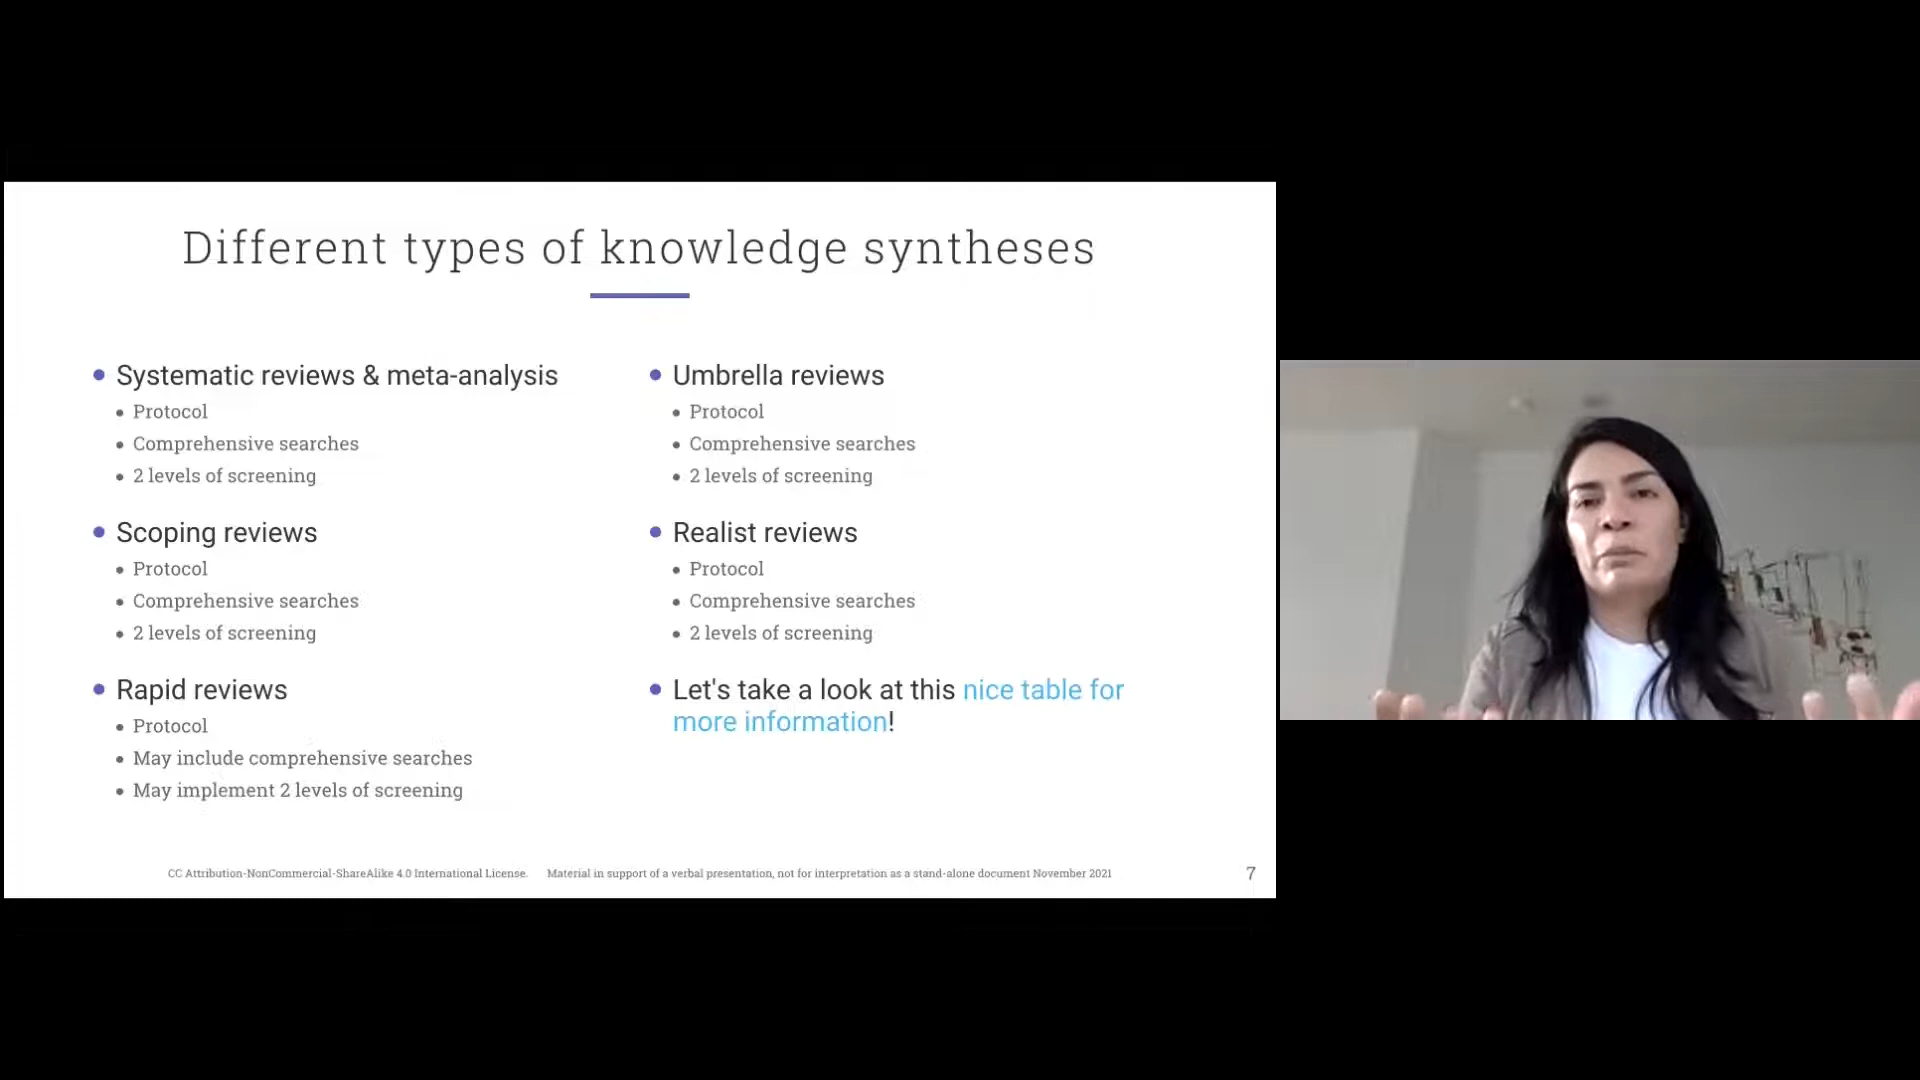 Different types of knowledge syntheses
Systematic reviews & meta-analysis
Protocol
Comprehensive searches
2 levels of screening
Scoping reviews
Protocol
Comprehensive searches
2 levels of screening
Rapid reviews
Protocol
May include comprehensive searches
May implement 2 levels of screening
Umbrella reviews
Protocol
Comprehensive searches
2 levels of screening
Realist reviews
Protocol
Comprehensive searches
2 levels of screening
Let's take a look at this nice table for
more information!
CC Attribution-NonCommercial-ShareAlike 4.0 International License. Material in support of a verbal presentation, not for interpretation as a stand-alone document November 2021
7